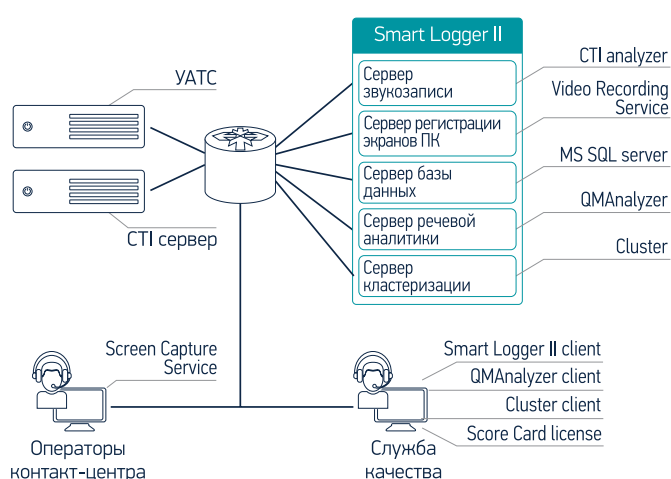 УАТС
CTI сервер
Smart Logger II
Сервер
звукозаписи
Сервер регистрации
экранов ПК
Сервер базы
данных
Сервер речевой
аналитики
Сервер
кластеризации
CTI analyzer
Video Recording
Service
MS SQL server
QMAnalyzer
Cluster
Screen Capture
Service
Операторы
контакт-центра
Smart Logger II client
QMAnalyzer client
Cluster client
Score Card license
Служба
качества